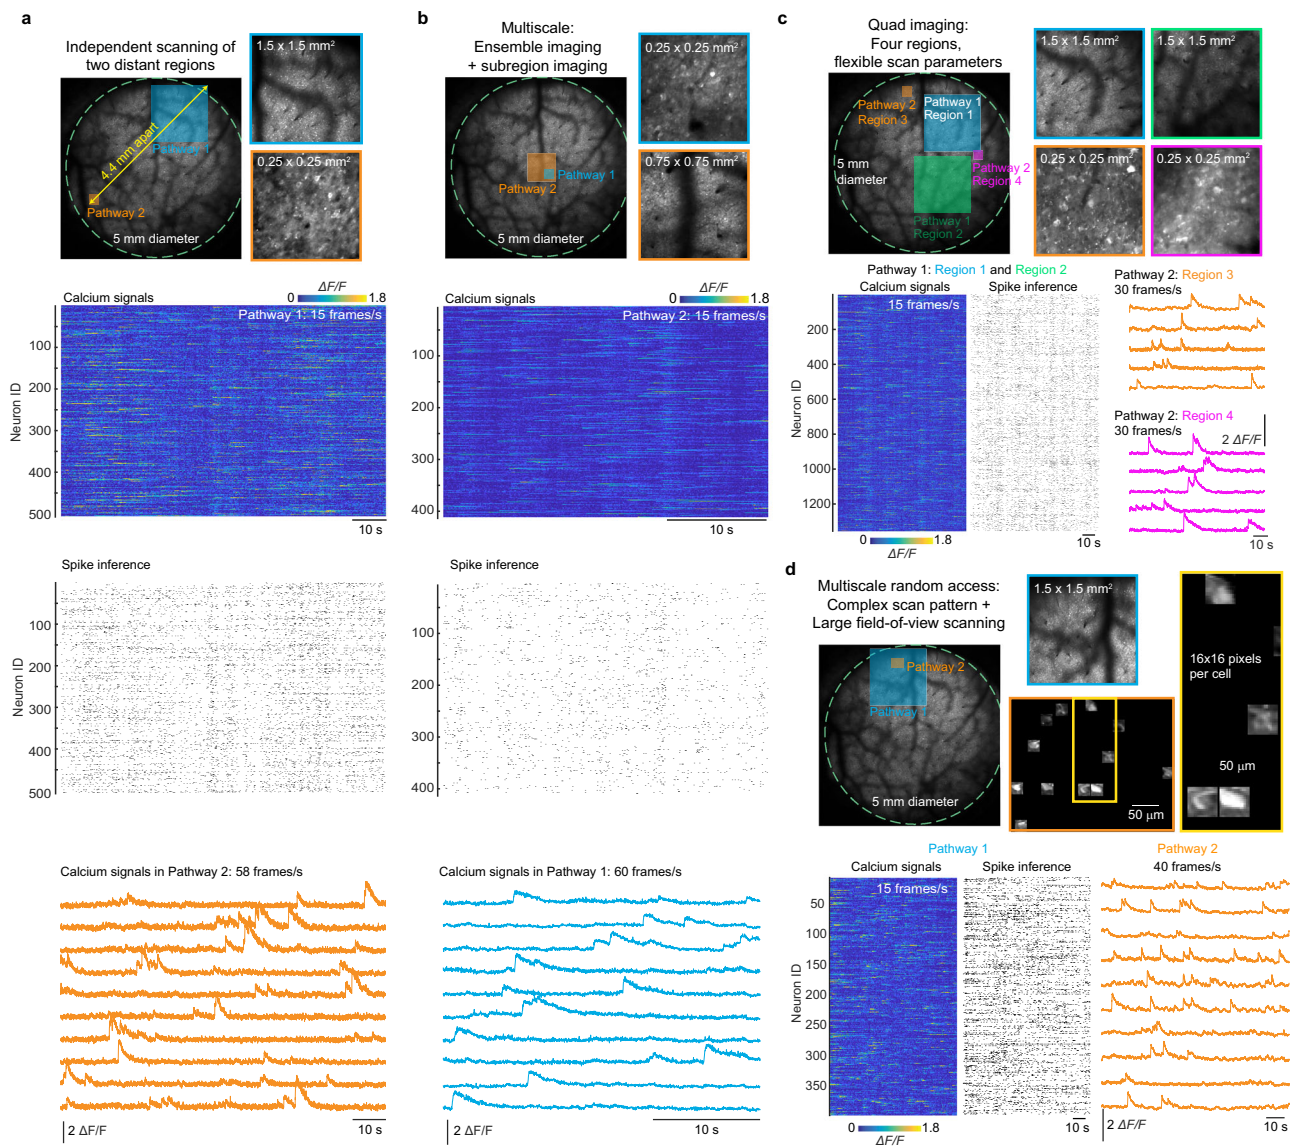 a
Independent scanning of
two distant regions
1.5 x 1.5 mm²
4.4 mm apart
Pathway 1
Pathway 2
5 mm diameter
0.25 x 0.25 mm²
Calcium signals
ΔF/F
0
1.8
Pathway 1: 15 frames/s
Neuron ID
100
200
300
400
500
10 s
Spike inference
Neuron ID
100
200
300
400
500
Calcium signals in Pathway 2: 58 frames/s
2 ΔF/F
10 s
b
Multiscale:
Ensemble imaging
+ subregion imaging
0.25 x 0.25 mm²
Pathway 1
Pathway 2
5 mm diameter
0.75 x 0.75 mm²
Calcium signals
ΔF/F
0
1.8
Pathway 2: 15 frames/s
100
200
300
400
10 s
Spike inference
100
200
300
400
Calcium signals in Pathway 1: 60 frames/s
2 ΔF/F
10 s
c
Quad imaging:
Four regions,
flexible scan parameters
1.5 x 1.5 mm²
1.5 x 1.5 mm²
Pathway 2
Region 3
Pathway 1
Region 1
5 mm
diameter
Pathway 2
Region 4
Pathway 1
Region 2
0.25 x 0.25 mm²
0.25 x 0.25 mm²
Pathway 1: Region 1 and Region 2
Calcium signals
Spike inference
15 frames/s
Neuron ID
200
400
600
800
1000
1200
0
1.8
ΔF/F
10 s
Pathway 2: Region 3
30 frames/s
Pathway 2: Region 4
30 frames/s
2 ΔF/F
10 s
d
Multiscale random access:
Complex scan pattern +
Large field-of-view scanning
1.5 x 1.5 mm²
Pathway 2
Pathway 1
5 mm diameter
50 µm
16x16 pixels
per cell
50 µm
Pathway 1
Calcium signals
Spike inference
15 frames/s
Neuron ID
50
100
150
200
250
300
350
0
1.8
ΔF/F
10 s
Pathway 2
40 frames/s
2 ΔF/F
10 s